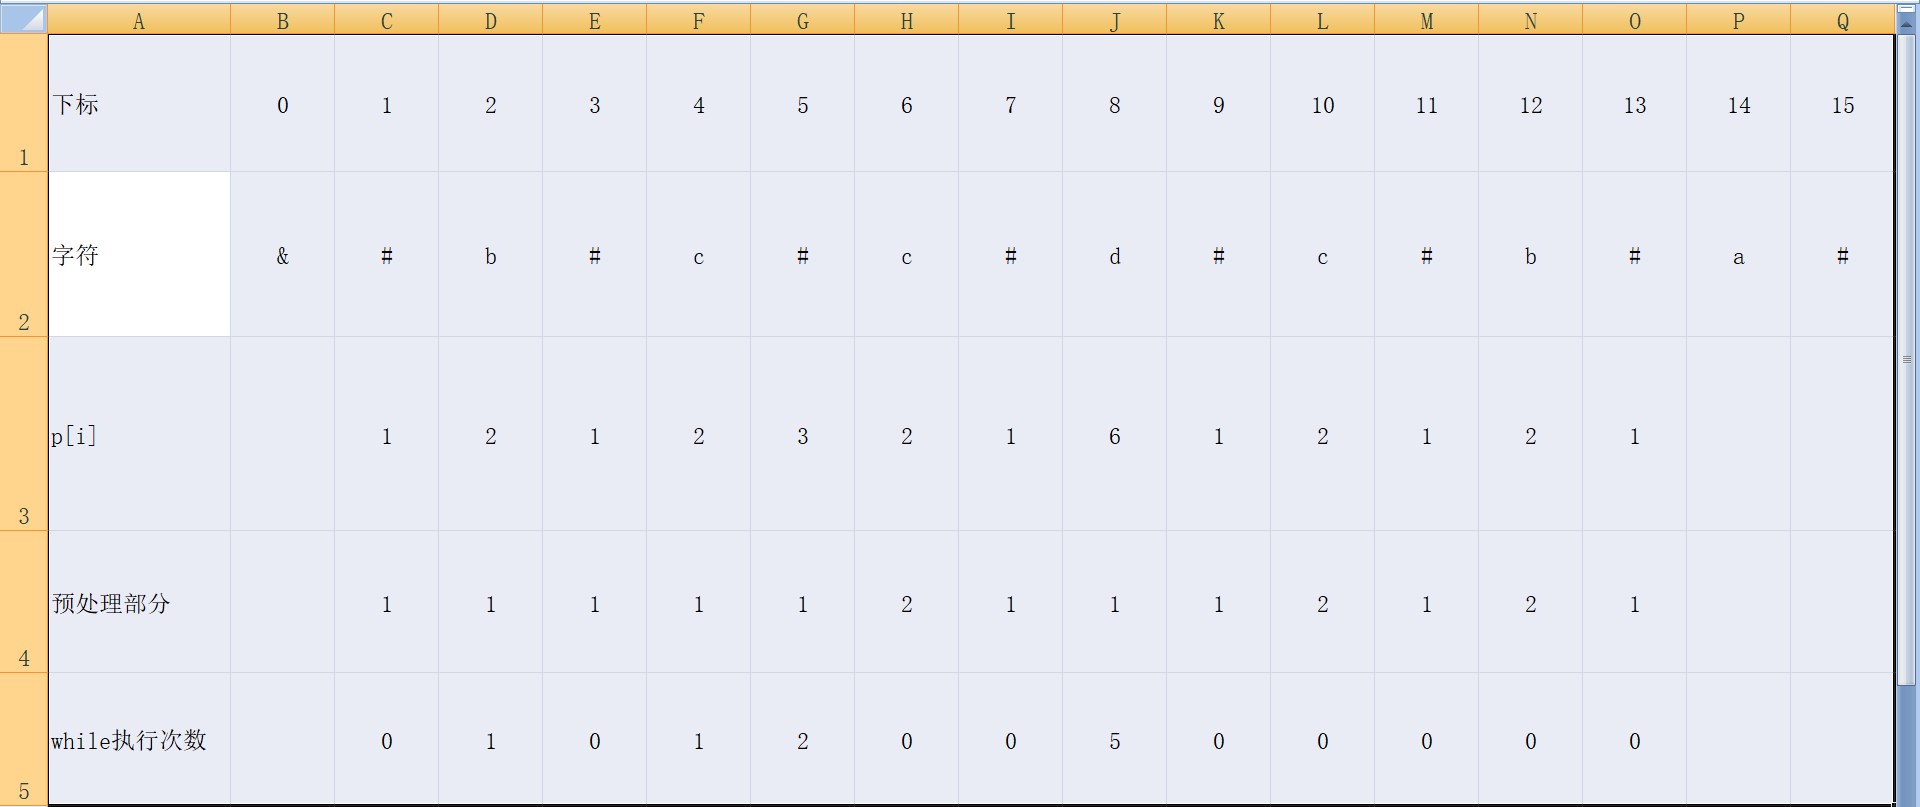 A B C D E F G H I J K L M N O P Q
1 下标 0 1 2 3 4 5 6 7 8 9 10 11 12 13 14 15
2 字符 & # b # c # c # d # c # b # a #
3 p[i] 1 2 1 2 3 2 1 6 1 2 1 2 1
4 预处理部分 1 1 1 1 1 2 1 1 1 2 1 2 1
5 while执行次数 0 1 0 1 2 0 0 5 0 0 0 0 0